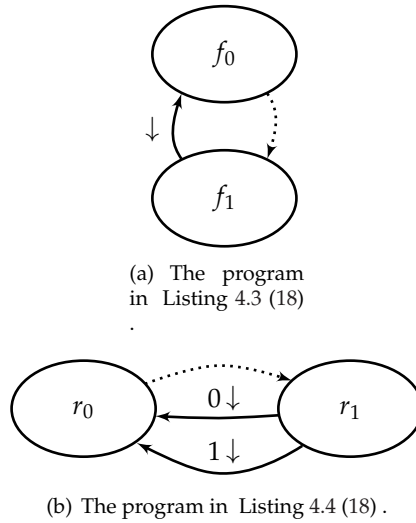 f₀
↓
f₁
(a) The program
in Listing 4.3 (18)
.
r₀
0↓
r₁
1↓
(b) The program in Listing 4.4 (18) .